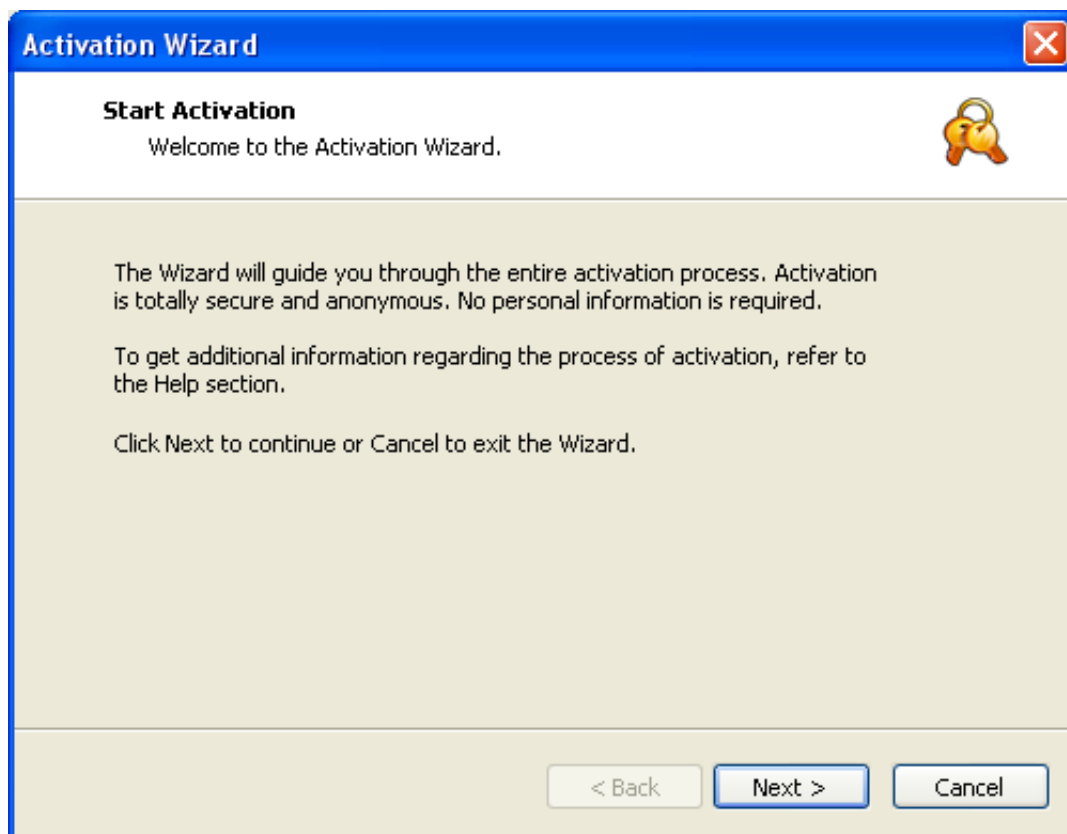 Activation Wizard
Start Activation
Welcome to the Activation Wizard.
The Wizard will guide you through the entire activation process. Activation
is totally secure and anonymous. No personal information is required.
To get additional information regarding the process of activation, refer to
the Help section.
Click Next to continue or Cancel to exit the Wizard.
< Back
Next >
Cancel